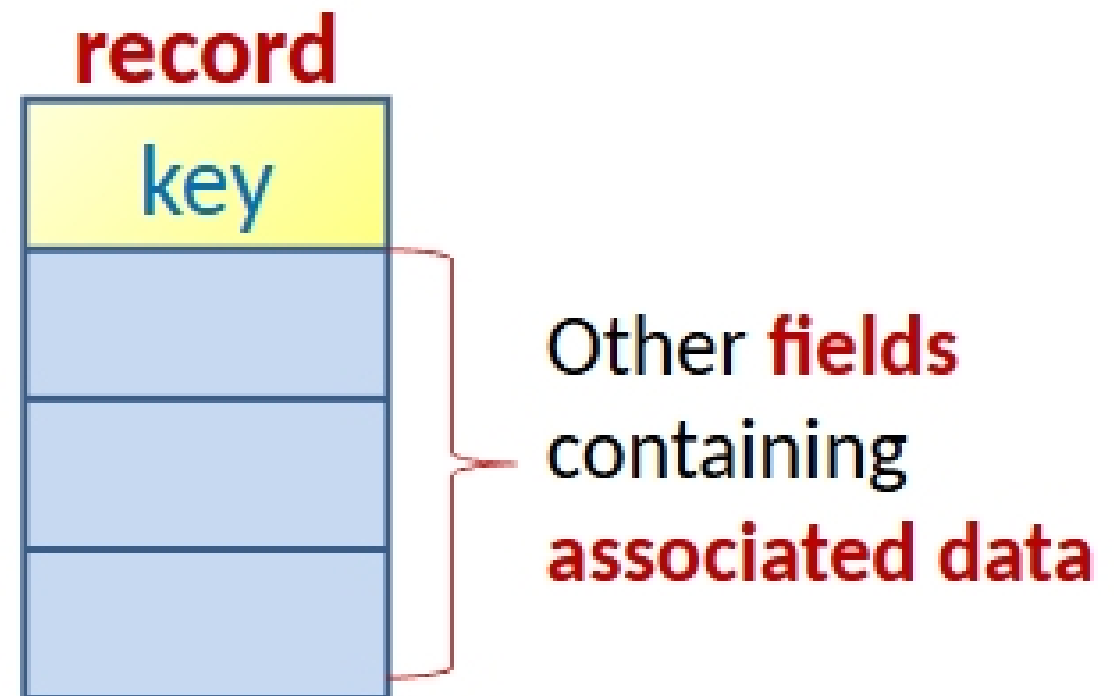 record
key
Other fields
containing
associated data